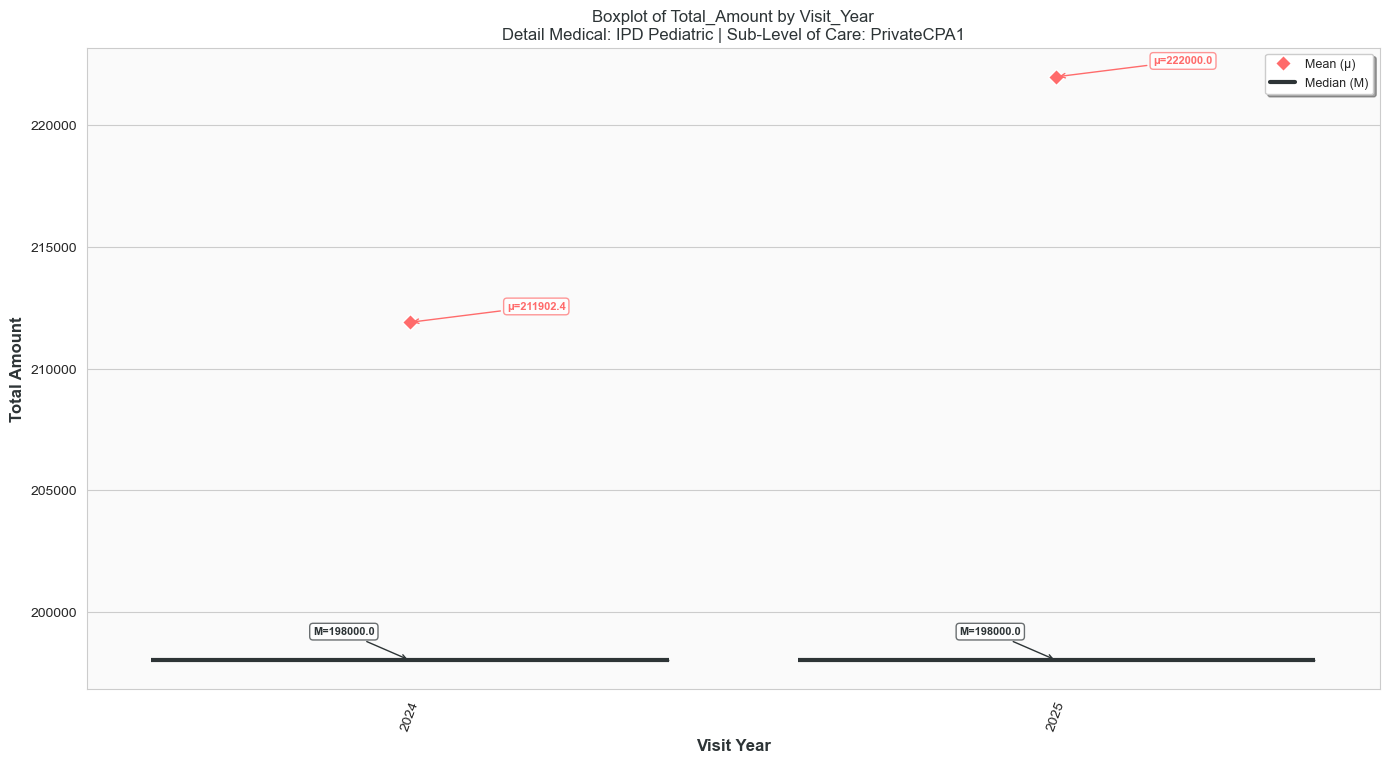 Boxplot of Total_Amount by Visit_Year
Detail Medical: IPD Pediatric | Sub-Level of Care: PrivateCPA1
μ=222000.0
Mean (μ)
Median (M)
220000
215000
μ=211902.4
210000
Total Amount
205000
200000
M=198000.0
M=198000.0
2024
2025
Visit Year